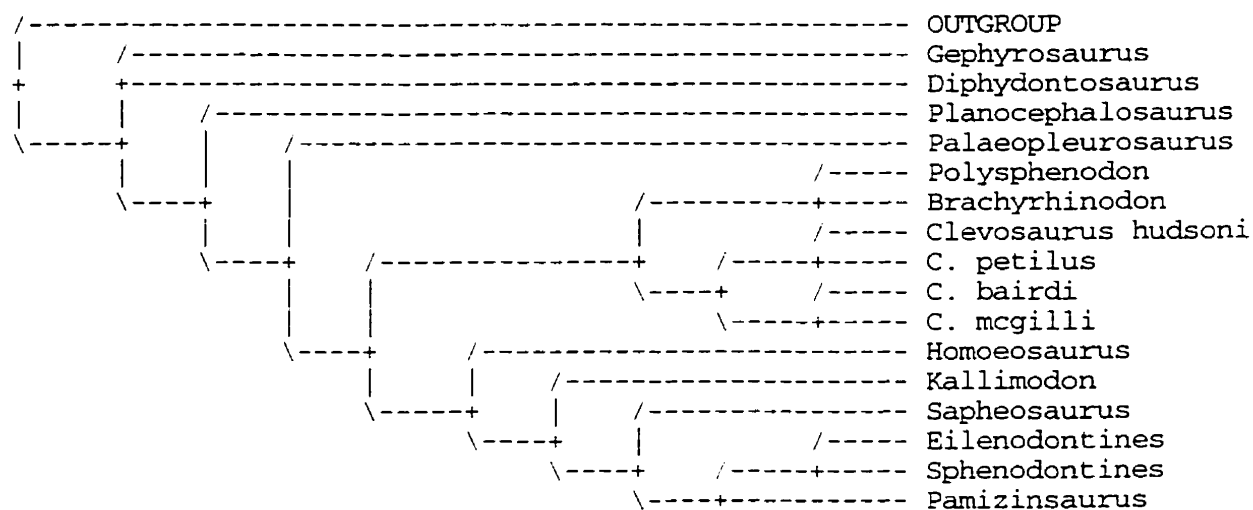 OUTGROUP
Gephyrosaurus
Diphydontosaurus
Planocephalosaurus
Palaeopleurosaurus
Polysphenodon
Brachyrhinodon
Clevosaurus hudsoni
C. petilus
C. bairdi
C. mcgilli
Homoeosaurus
Kallimodon
Sapheosaurus
Eilenodontines
Sphenodontines
Pamizinsaurus